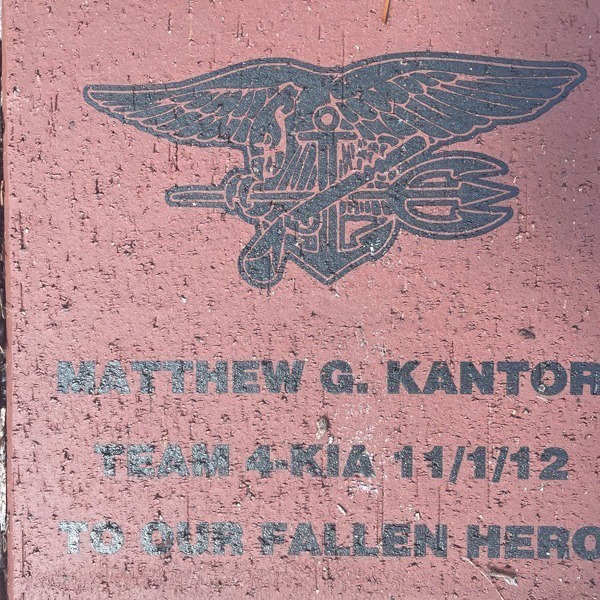 MATTHEW G. KANTOR
TEAM 4-KIA 11/1/12
TO OUR FALLEN HERO